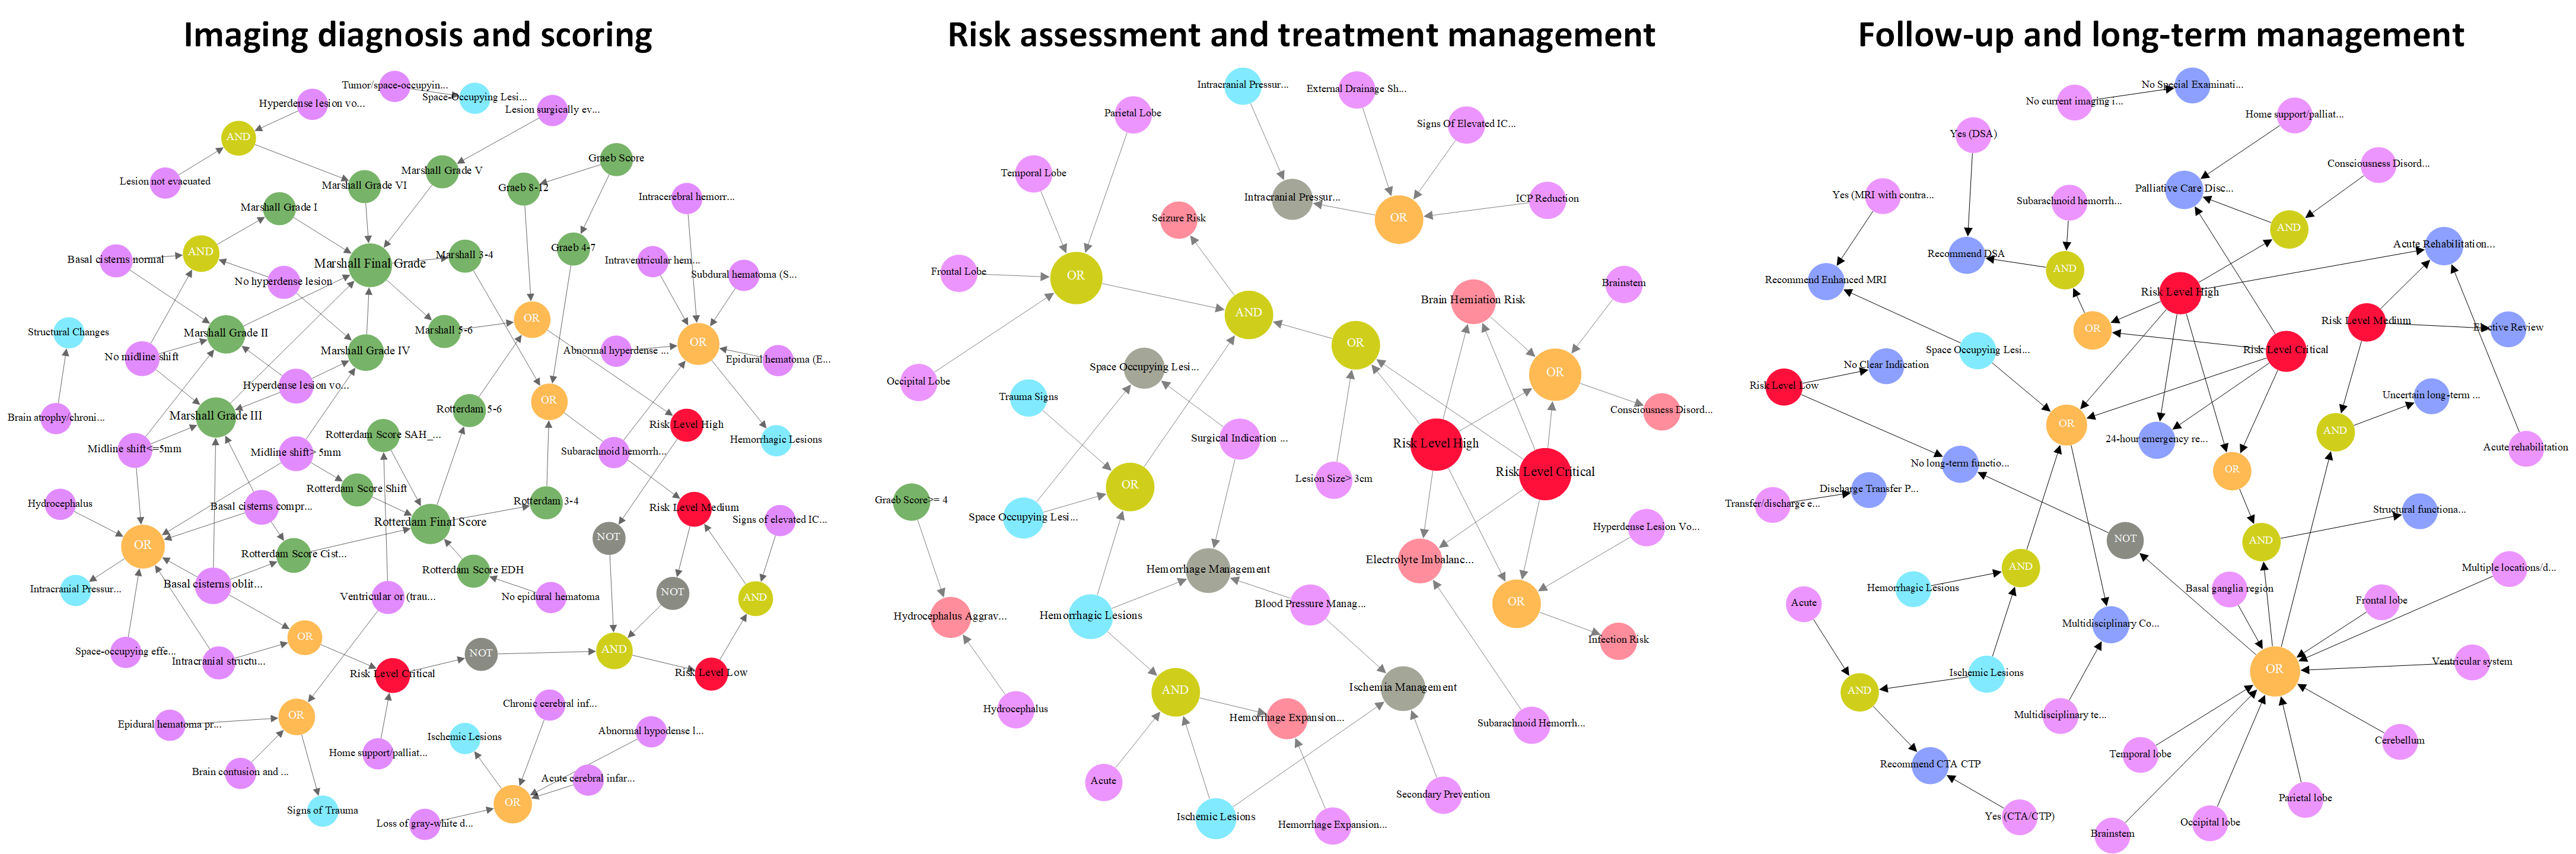 Imaging diagnosis and scoring
Tumor/space-occupyin...
Space-Occupying Lesi...
Hyperdense lesion vo...
Lesion surgically ev...
AND
Graeb Score
Marshall Grade V
Lesion not evacuated
Marshall Grade VI
Graeb 8-12
Intracerebral hemorr...
Marshall Grade I
Graeb 4-7
AND
Marshall 3-4
Basal cisterns normal
Marshall Final Grade
Intraventricular hem...
Subdural hematoma (S...
No hyperdense lesion
OR
Structural Changes
Marshall Grade II
Marshall 5-6
OR
No midline shift
Marshall Grade IV
Abnormal hyperdense ...
Epidural hematoma (E...
Hyperdense lesion vo...
OR
Brain atrophy/chroni...
Marshall Grade III
Rotterdam 5-6
Risk Level High
Rotterdam Score SAH_...
Hemorrhagic Lesions
Midline shift<=5mm
Midline shift> 5mm
Subarachnoid hemorrh...
Rotterdam Score Shift
Hydrocephalus
Basal cisterns compr...
Rotterdam 3-4
Risk Level Medium
Rotterdam Final Score
Signs of elevated IC...
NOT
OR
Rotterdam Score Cist...
Rotterdam Score EDH
Intracranial Pressur...
Basal cisterns oblit...
Ventricular or (trau...
No epidural hematoma
NOT
AND
OR
Space-occupying effe...
Intracranial structu...
NOT
AND
Risk Level Critical
Risk Level Low
Chronic cerebral inf...
Epidural hematoma pr...
OR
Ischemic Lesions
Abnormal hypodense l...
Home support/palliat...
Brain contusion and ...
Acute cerebral infar...
Signs of Trauma
OR
Loss of gray-white d...
Risk assessment and treatment management
Intracranial Pressur...
External Drainage Sh...
Parietal Lobe
Signs Of Elevated IC...
Temporal Lobe
Intracranial Pressur...
ICP Reduction
Seizure Risk
OR
Frontal Lobe
OR
Brainstem
Brain Herniation Risk
AND
OR
Space Occupying Lesi...
OR
Occipital Lobe
Trauma Signs
Consciousness Disord...
Surgical Indication ...
Risk Level High
Risk Level Critical
Lesion Size> 3cm
OR
Graeb Score>= 4
Space Occupying Lesi...
Hyperdense Lesion Vo...
Electrolyte Imbalanc...
Hemorrhage Management
OR
Blood Pressure Manag...
Hydrocephalus Aggrav...
Hemorrhagic Lesions
Infection Risk
AND
Ischemia Management
Hydrocephalus
Hemorrhage Expansion...
Subarachnoid Hemorrh...
Acute
Secondary Prevention
Ischemic Lesions
Hemorrhage Expansion...
Follow-up and long-term management
No Special Examinati...
No current imaging i...
Home support/palliat...
Yes (DSA)
Consciousness Disord...
Yes (MRI with contra...
Palliative Care Disc...
Subarachnoid hemorrh...
AND
Acute Rehabilitation...
Recommend DSA
AND
Recommend Enhanced MRI
Risk Level High
Risk Level Medium
Elective Review
OR
Space Occupying Lesi...
Risk Level Critical
No Clear Indication
Risk Level Low
Uncertain long-term ...
OR
AND
24-hour emergency re...
Acute rehabilitation
No long-term functio...
OR
Discharge Transfer P...
Transfer/discharge e...
Structural functiona...
NOT
AND
AND
Multiple locations/d...
Hemorrhagic Lesions
Basal ganglia region
Frontal lobe
Acute
Multidisciplinary Co...
Ischemic Lesions
OR
Ventricular system
AND
Multidisciplinary te...
Cerebellum
Temporal lobe
Recommend CTA CTP
Parietal lobe
Yes (CTA/CTP)
Occipital lobe
Brainstem